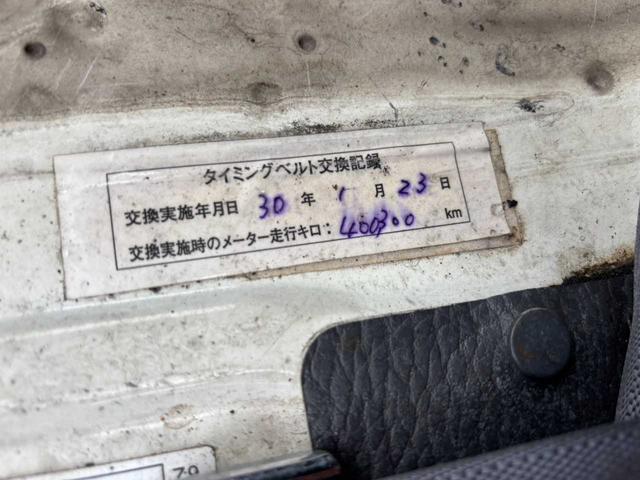 タイミングベルト交換記録
交換実施年月日 30 年 1 月 23 日
交換実施時のメーター走行キロ： 400300 km